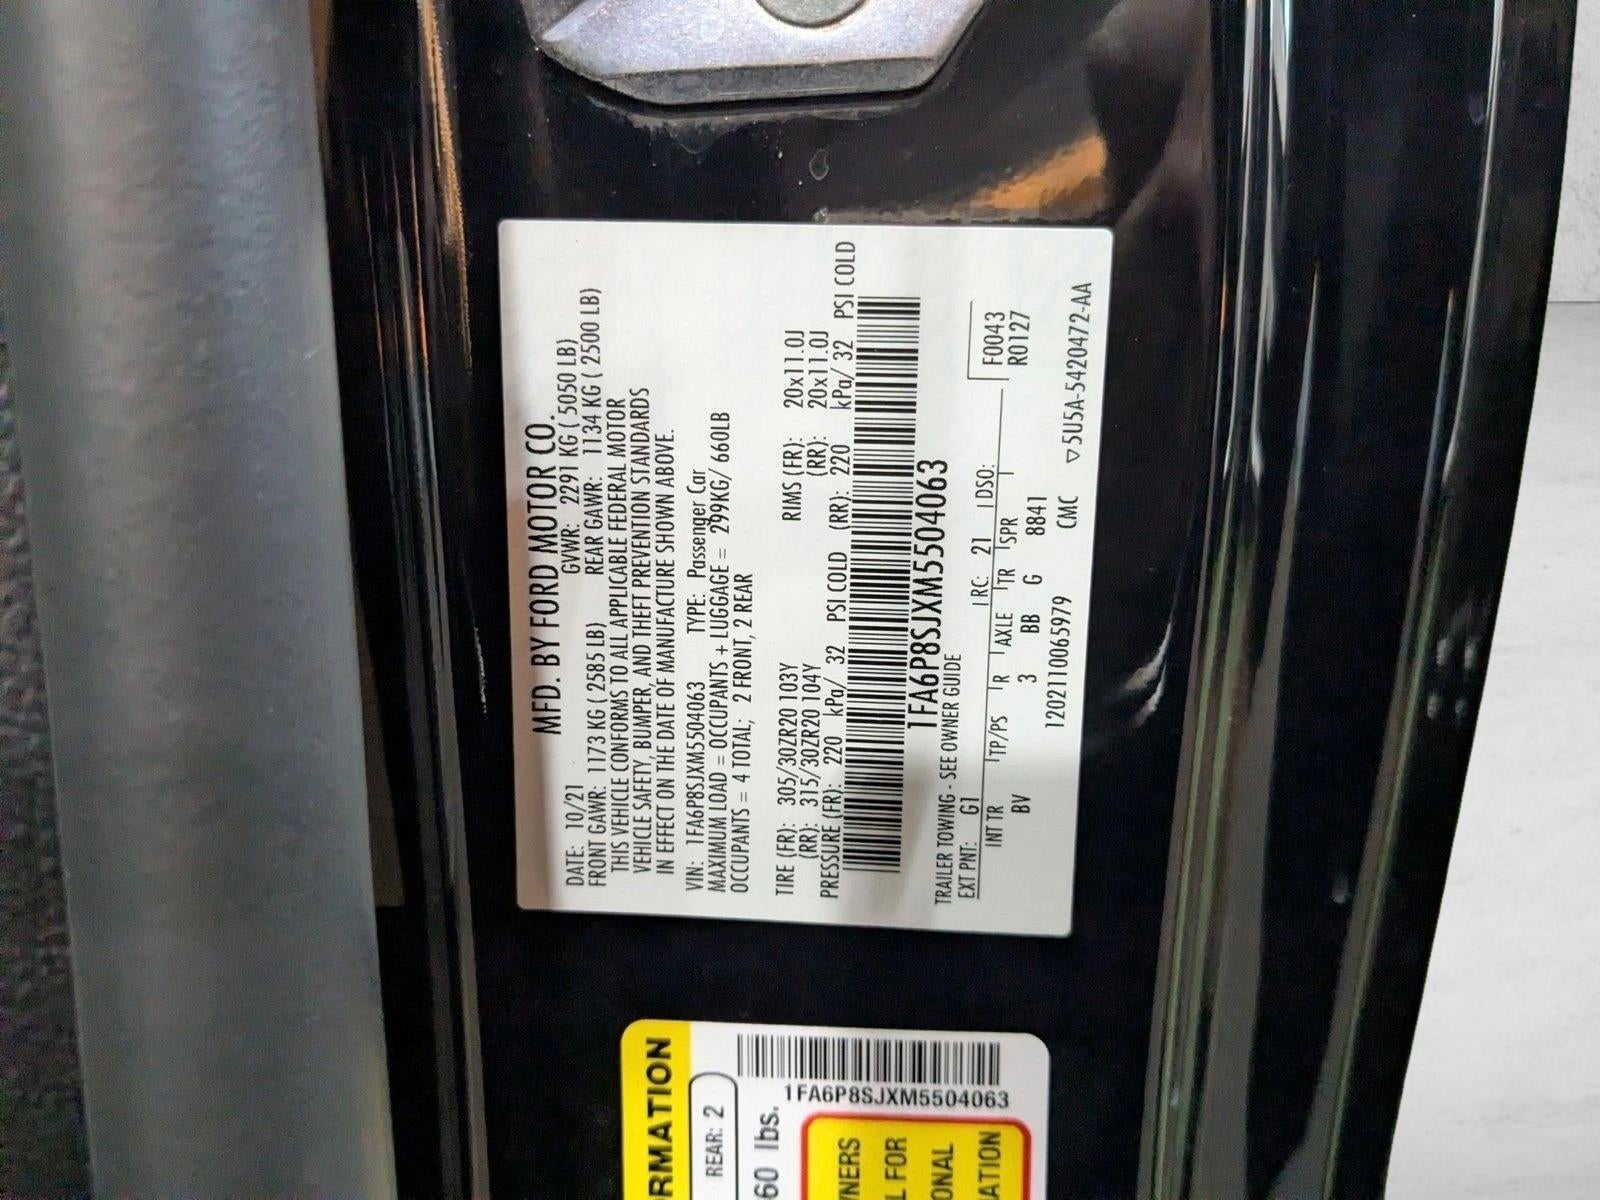 MFD. BY FORD MOTOR CO.
DATE: 10/21 GVWR: 2291 KG ( 5050 LB)
FRONT GAWR: 1173 KG ( 2585 LB) REAR GAWR: 1134 KG ( 2500 LB)
THIS VEHICLE CONFORMS TO ALL APPLICABLE FEDERAL MOTOR
VEHICLE SAFETY, BUMPER, AND THEFT PREVENTION STANDARDS
IN EFFECT ON THE DATE OF MANUFACTURE SHOWN ABOVE.
VIN: 1FA6P8SJXM5504063 TYPE: Passenger Car
MAXIMUM LOAD = OCCUPANTS + LUGGAGE = 299KG/ 660LB
OCCUPANTS = 4 TOTAL; 2 FRONT, 2 REAR
TIRE (FR): 305/30ZR20 103Y RIMS (FR): 20x11.0J
(RR): 315/30ZR20 104Y (RR): 20x11.0J
PRESSURE (FR): 220 kPa/ 32 PSI COLD (RR): 220 kPa/ 32 PSI COLD
1FA6P8SJXM5504063
TRAILER TOWING - SEE OWNER GUIDE
EXT PNT: G1 RC: 21 DSO: F0043
INT TR TP/PS R AXLE TR SPR R0127
BV 3 BB G 8841
1202110065979 CMC ▽5U5A-5420472-AA
RMATION
REAR: 2
60 lbs.
1FA6P8SJXM5504063
NERS
L FOR
ONAL
ATION